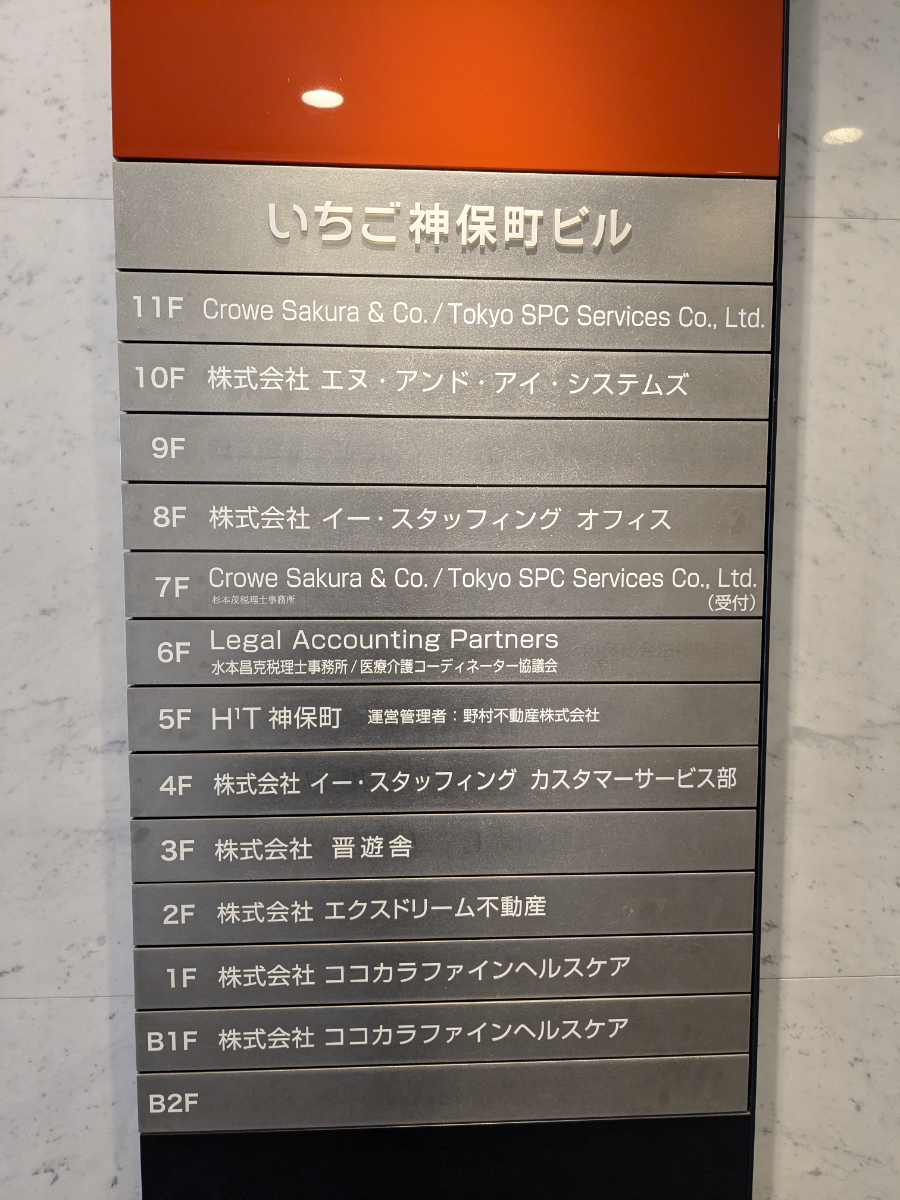 いちご神保町ビル
11F Crowe Sakura & Co. / Tokyo SPC Services Co., Ltd.
10F 株式会社 エヌ・アンド・アイ・システムズ
9F
8F 株式会社 イー・スタッフィング オフィス
7F Crowe Sakura & Co. / Tokyo SPC Services Co., Ltd.
杉本茂税理士事務所 (受付)
6F Legal Accounting Partners
水本昌克税理士事務所 / 医療介護コーディネーター協議会
5F H¹T 神保町 運営管理者：野村不動産株式会社
4F 株式会社 イー・スタッフィング カスタマーサービス部
3F 株式会社 晋遊舎
2F 株式会社 エクスドリーム不動産
1F 株式会社 ココカラファインヘルスケア
B1F 株式会社 ココカラファインヘルスケア
B2F